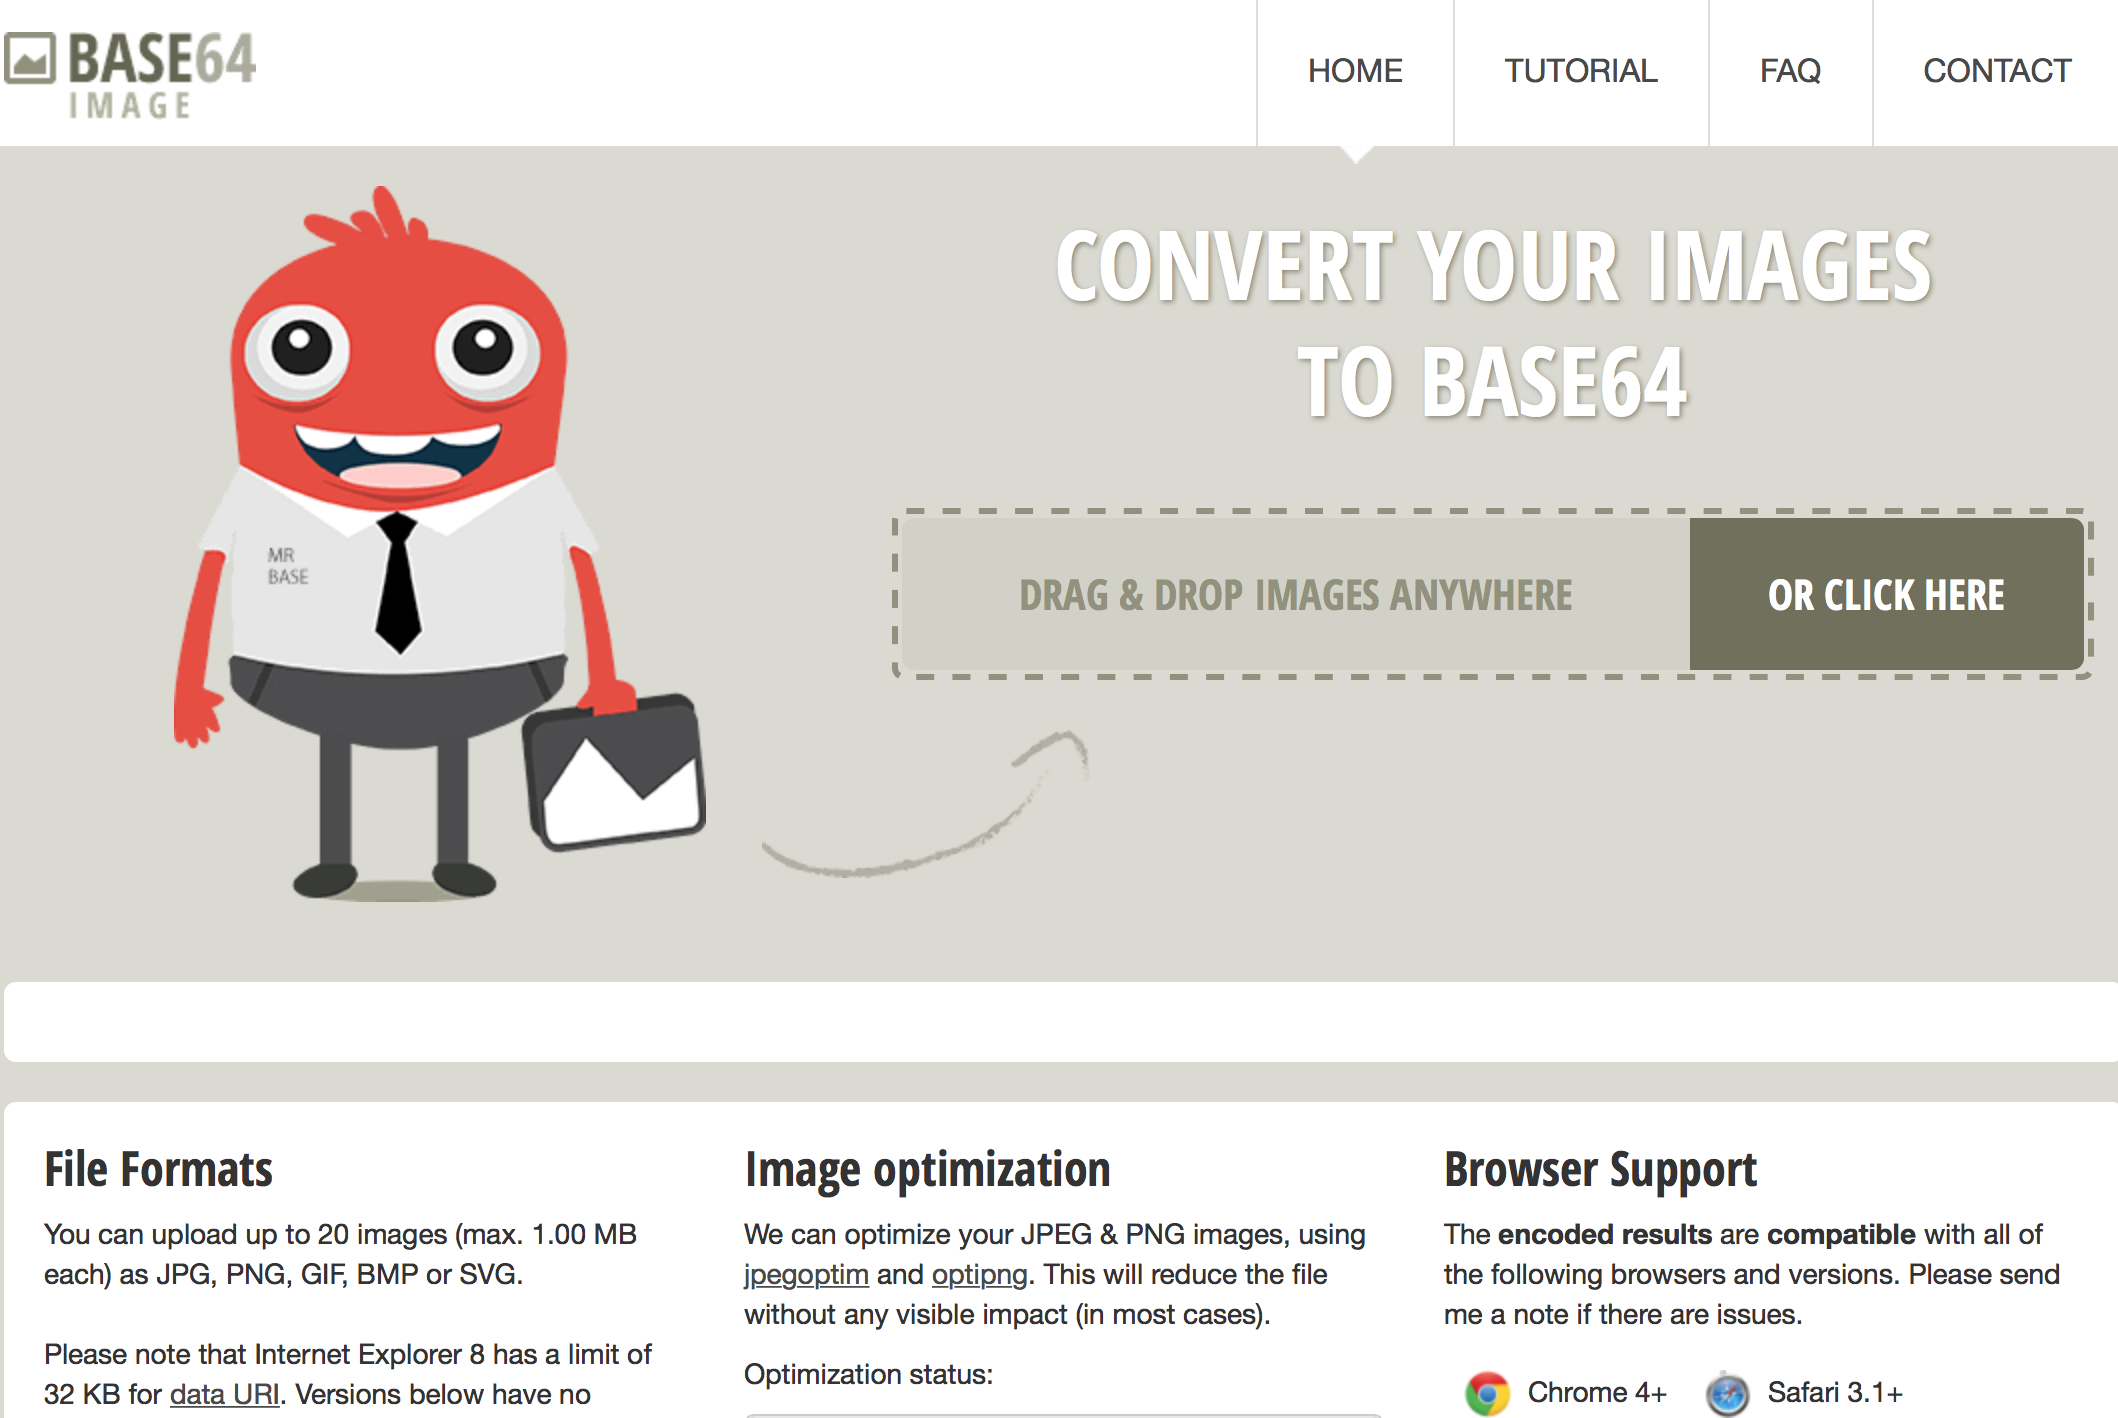 BASE64
IMAGE
HOME
TUTORIAL
FAQ
CONTACT
CONVERT YOUR IMAGES
TO BASE64
MR
BASE
DRAG & DROP IMAGES ANYWHERE
OR CLICK HERE
File Formats
You can upload up to 20 images (max. 1.00 MB
each) as JPG, PNG, GIF, BMP or SVG.
Please note that Internet Explorer 8 has a limit of
32 KB for data URI. Versions below have no
Image optimization
We can optimize your JPEG & PNG images, using
jpegoptim and optipng. This will reduce the file
without any visible impact (in most cases).
Optimization status:
Browser Support
The encoded results are compatible with all of
the following browsers and versions. Please send
me a note if there are issues.
Chrome 4+
Safari 3.1+